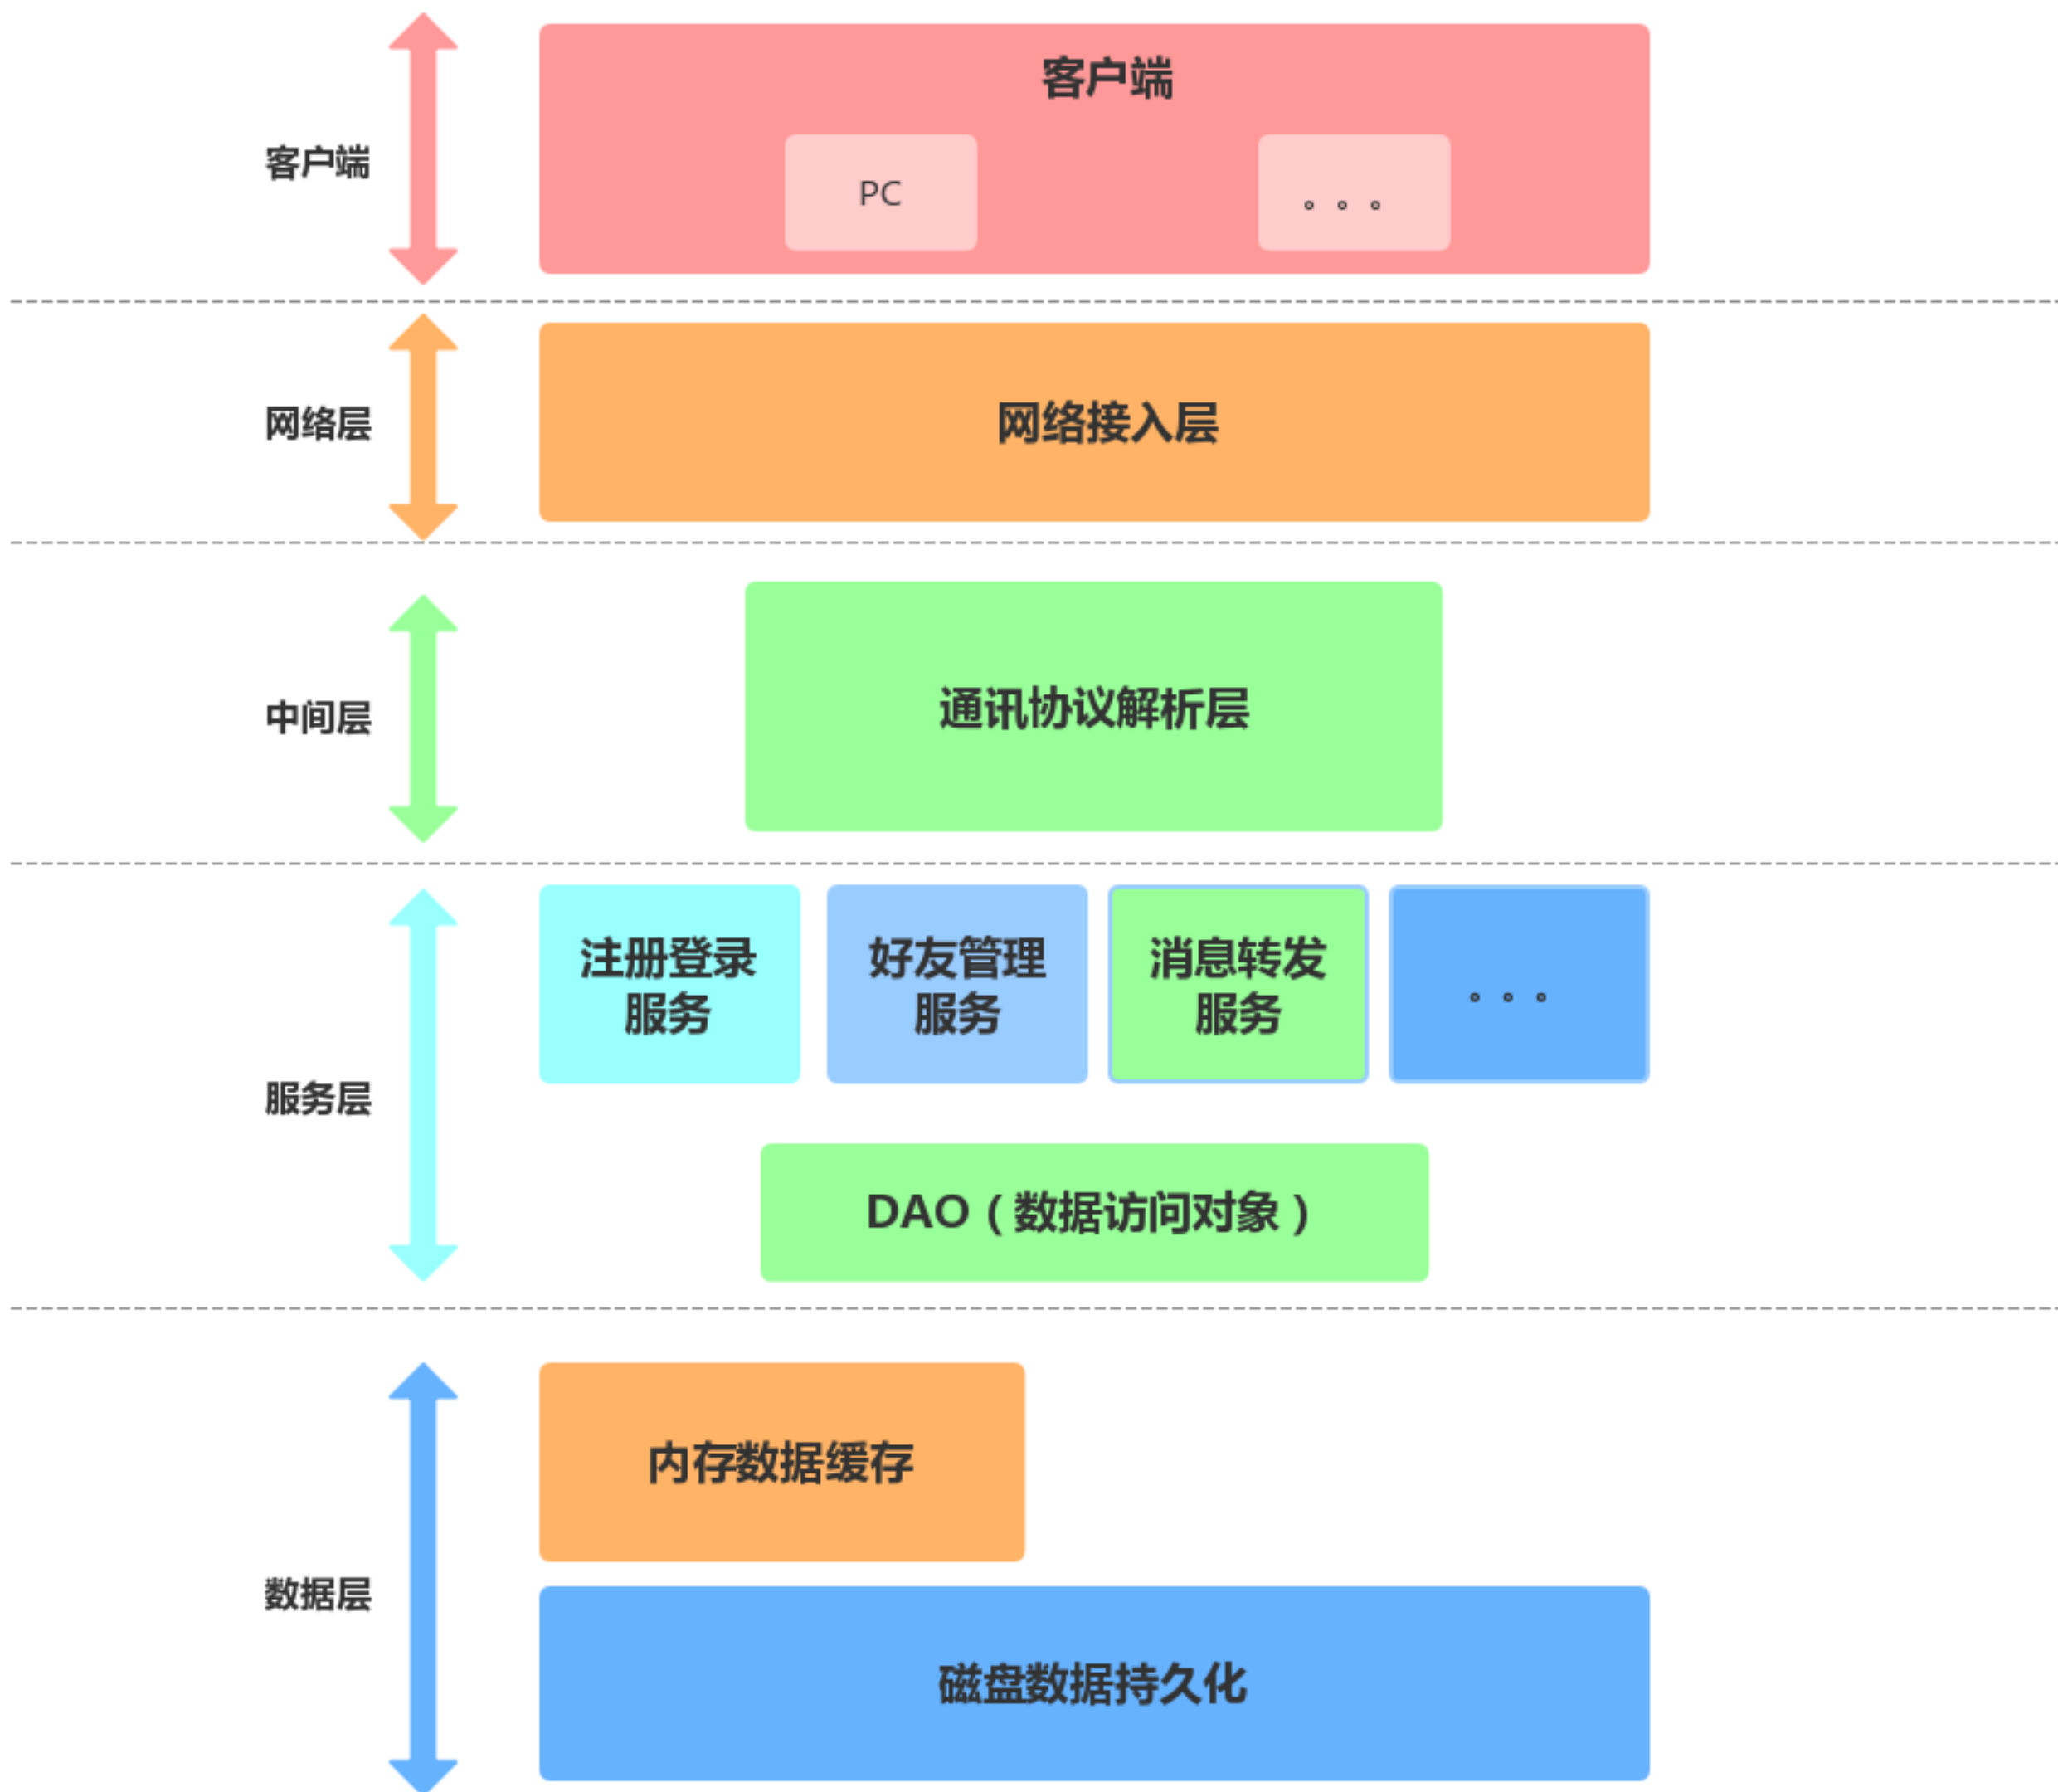 客户端
客户端
PC
。。。
网络层
网络接入层
中间层
通讯协议解析层
服务层
注册登录
服务
好友管理
服务
消息转发
服务
。。。
DAO（数据访问对象）
数据层
内存数据缓存
磁盘数据持久化